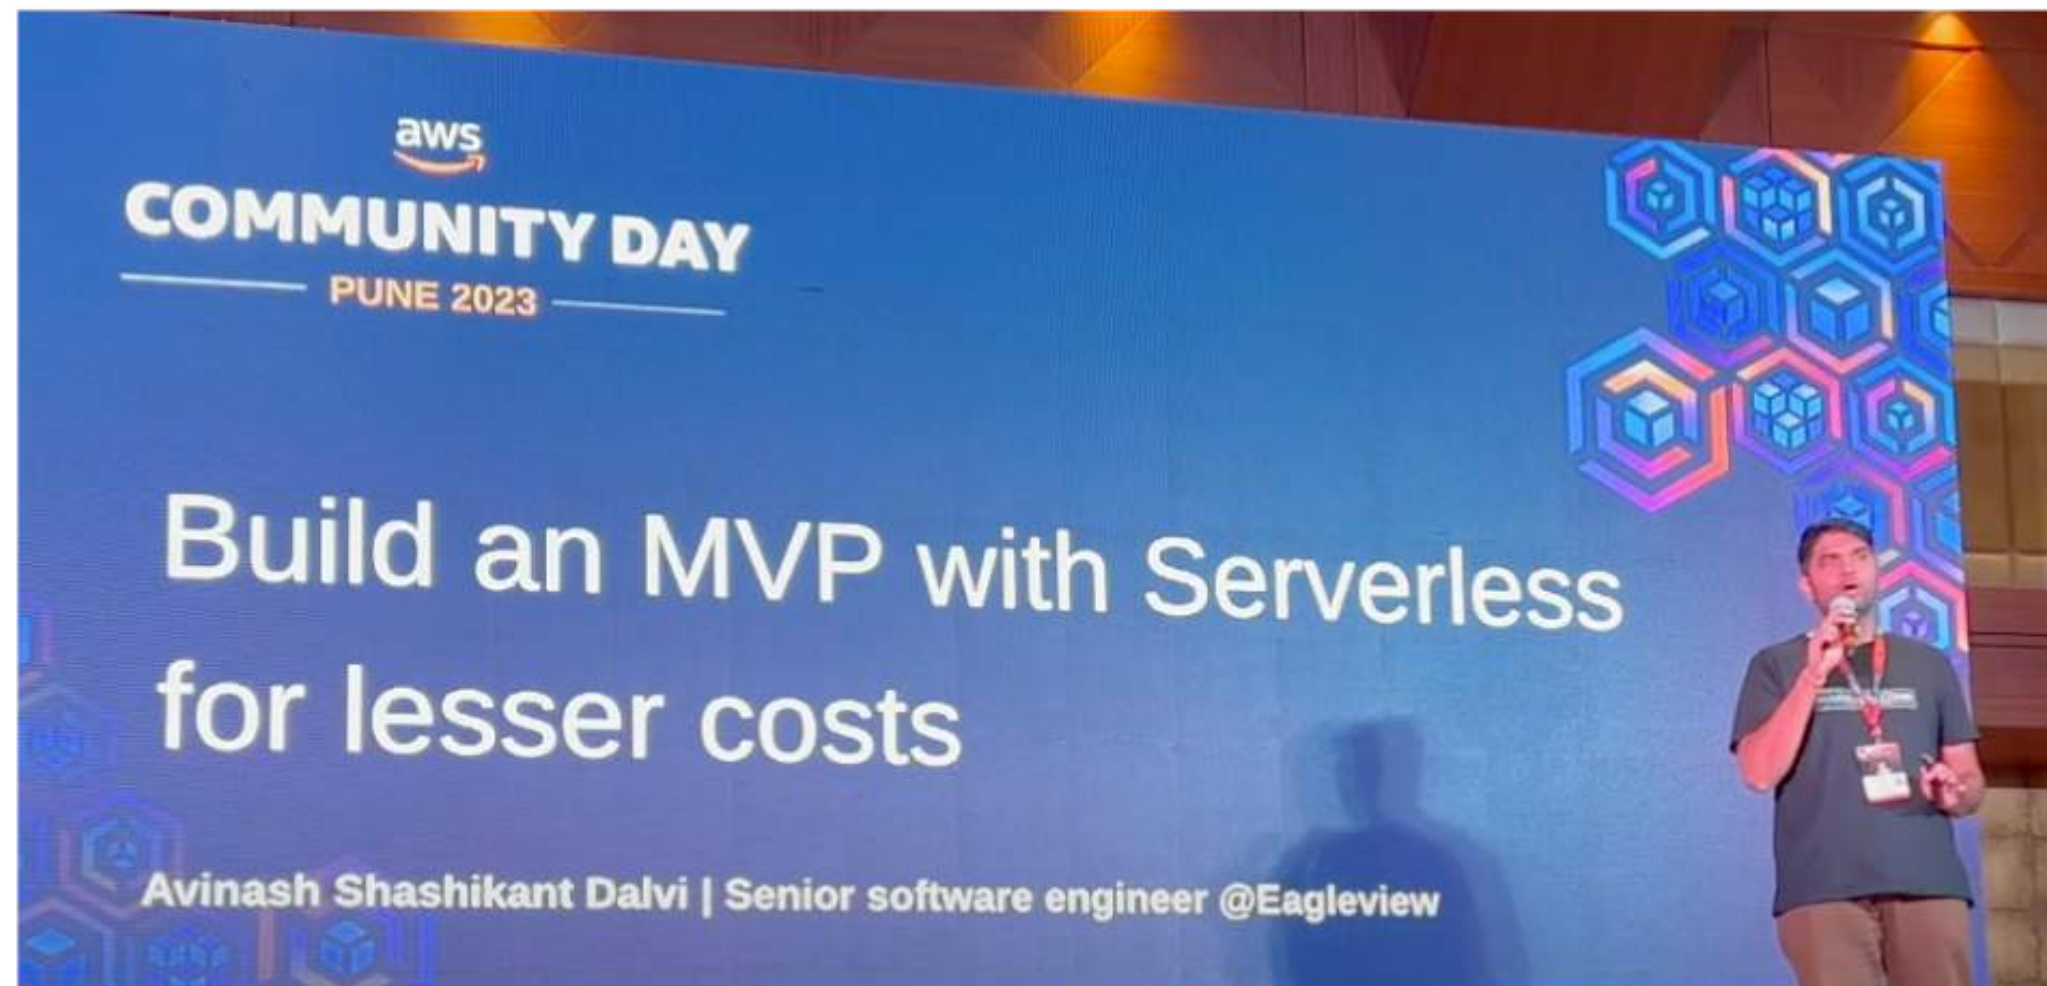 aws
COMMUNITY DAY
PUNE 2023
Build an MVP with Serverless
for lesser costs
Avinash Shashikant Dalvi | Senior software engineer @Eagleview